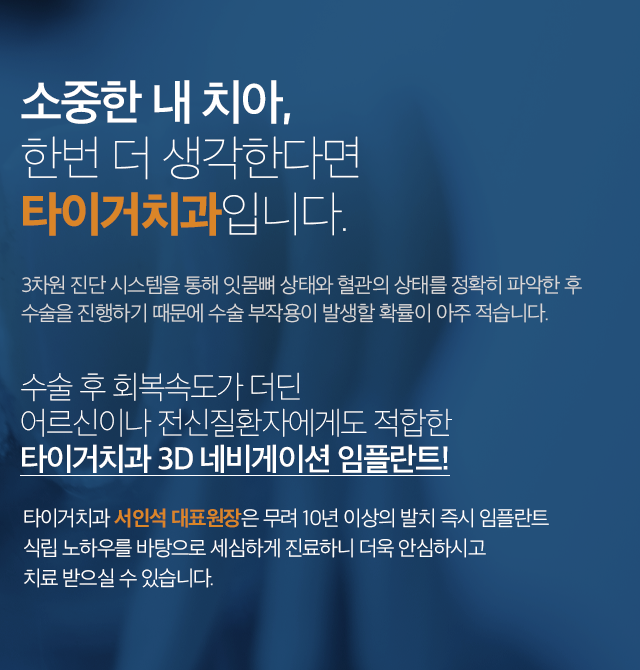 소중한 내 치아,
한번 더 생각한다면
타이거치과입니다.
3차원 진단 시스템을 통해 잇몸뼈 상태와 혈관의 상태를 정확히 파악한 후
수술을 진행하기 때문에 수술 부작용이 발생할 확률이 아주 적습니다.
수술 후 회복속도가 더딘
어르신이나 전신질환자에게도 적합한
타이거치과 3D 네비게이션 임플란트!
타이거치과 서인석 대표원장은 무려 10년 이상의 발치 즉시 임플란트
식립 노하우를 바탕으로 세심하게 진료하니 더욱 안심하시고
치료 받으실 수 있습니다.